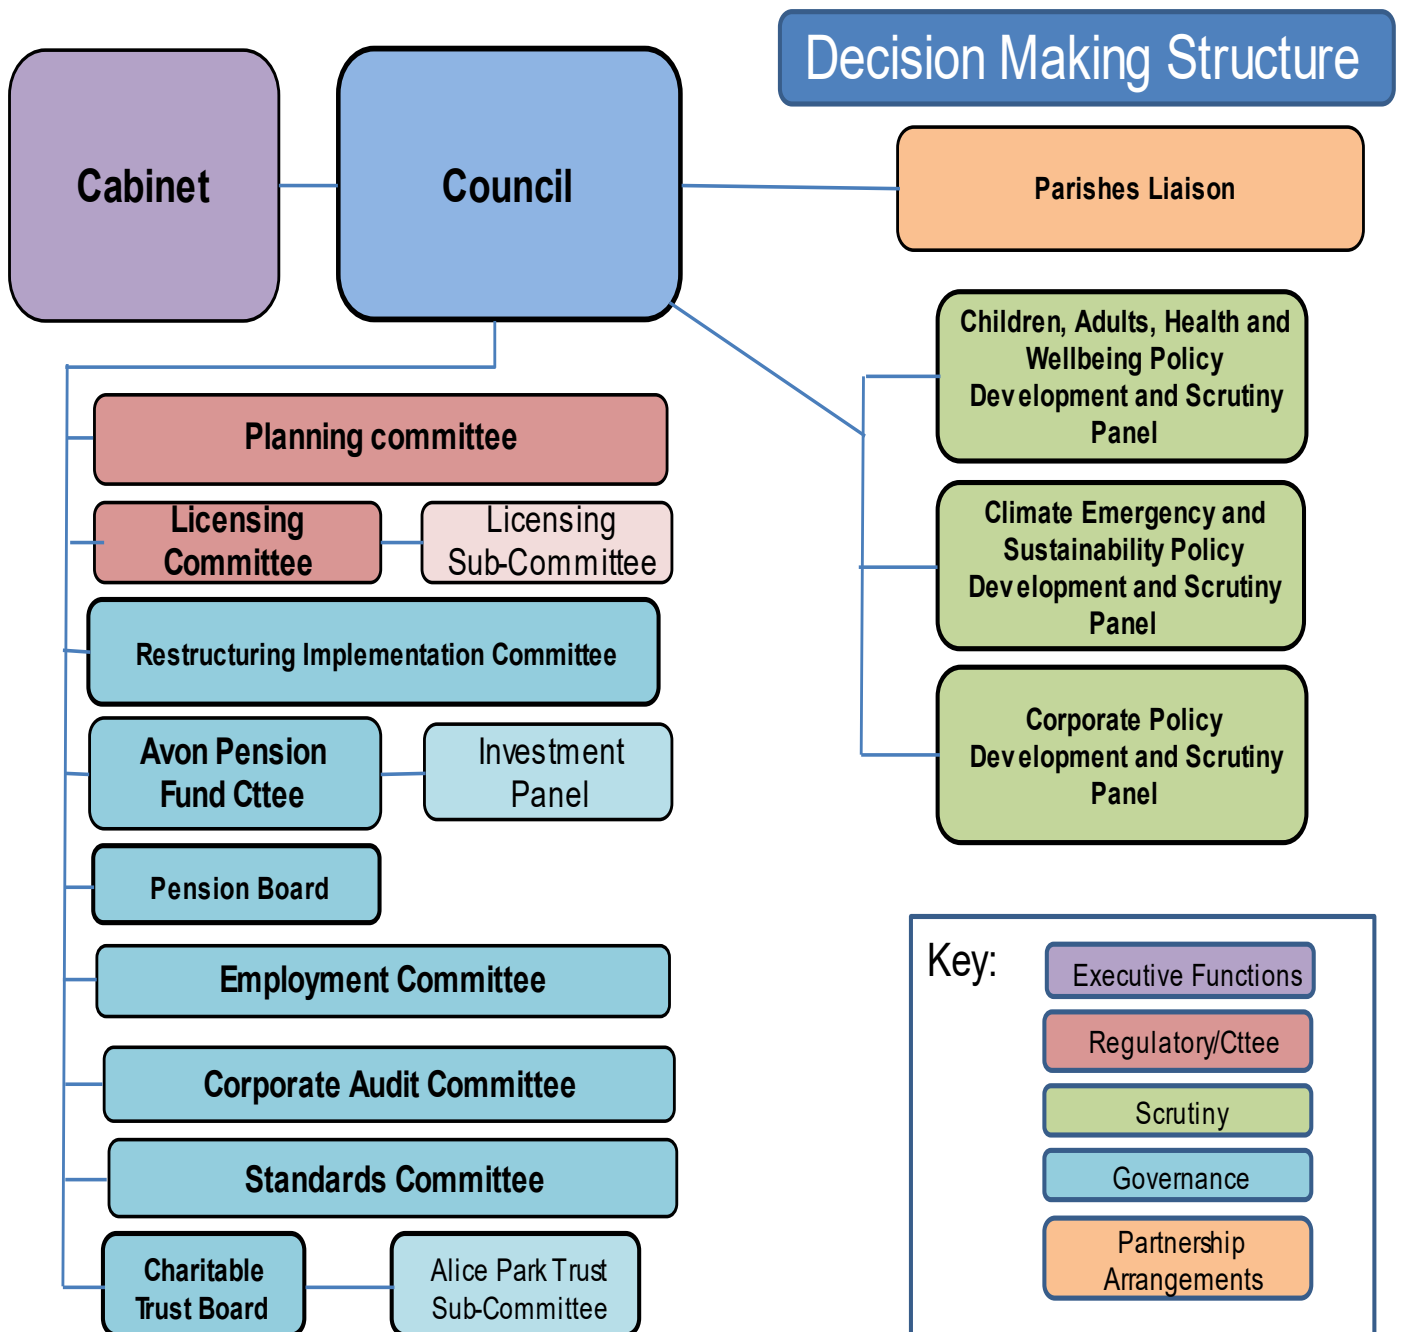 Decision Making Structure
Cabinet
Council
Parishes Liaison
Children, Adults, Health and
Wellbeing Policy
Development and Scrutiny
Panel
Climate Emergency and
Sustainability Policy
Development and Scrutiny
Panel
Corporate Policy
Development and Scrutiny
Panel
Planning committee
Licensing
Committee
Licensing
Sub-Committee
Restructuring Implementation Committee
Avon Pension
Fund Cttee
Investment
Panel
Pension Board
Employment Committee
Corporate Audit Committee
Standards Committee
Charitable
Trust Board
Alice Park Trust
Sub-Committee
Key:
Executive Functions
Regulatory/Cttee
Scrutiny
Governance
Partnership
Arrangements